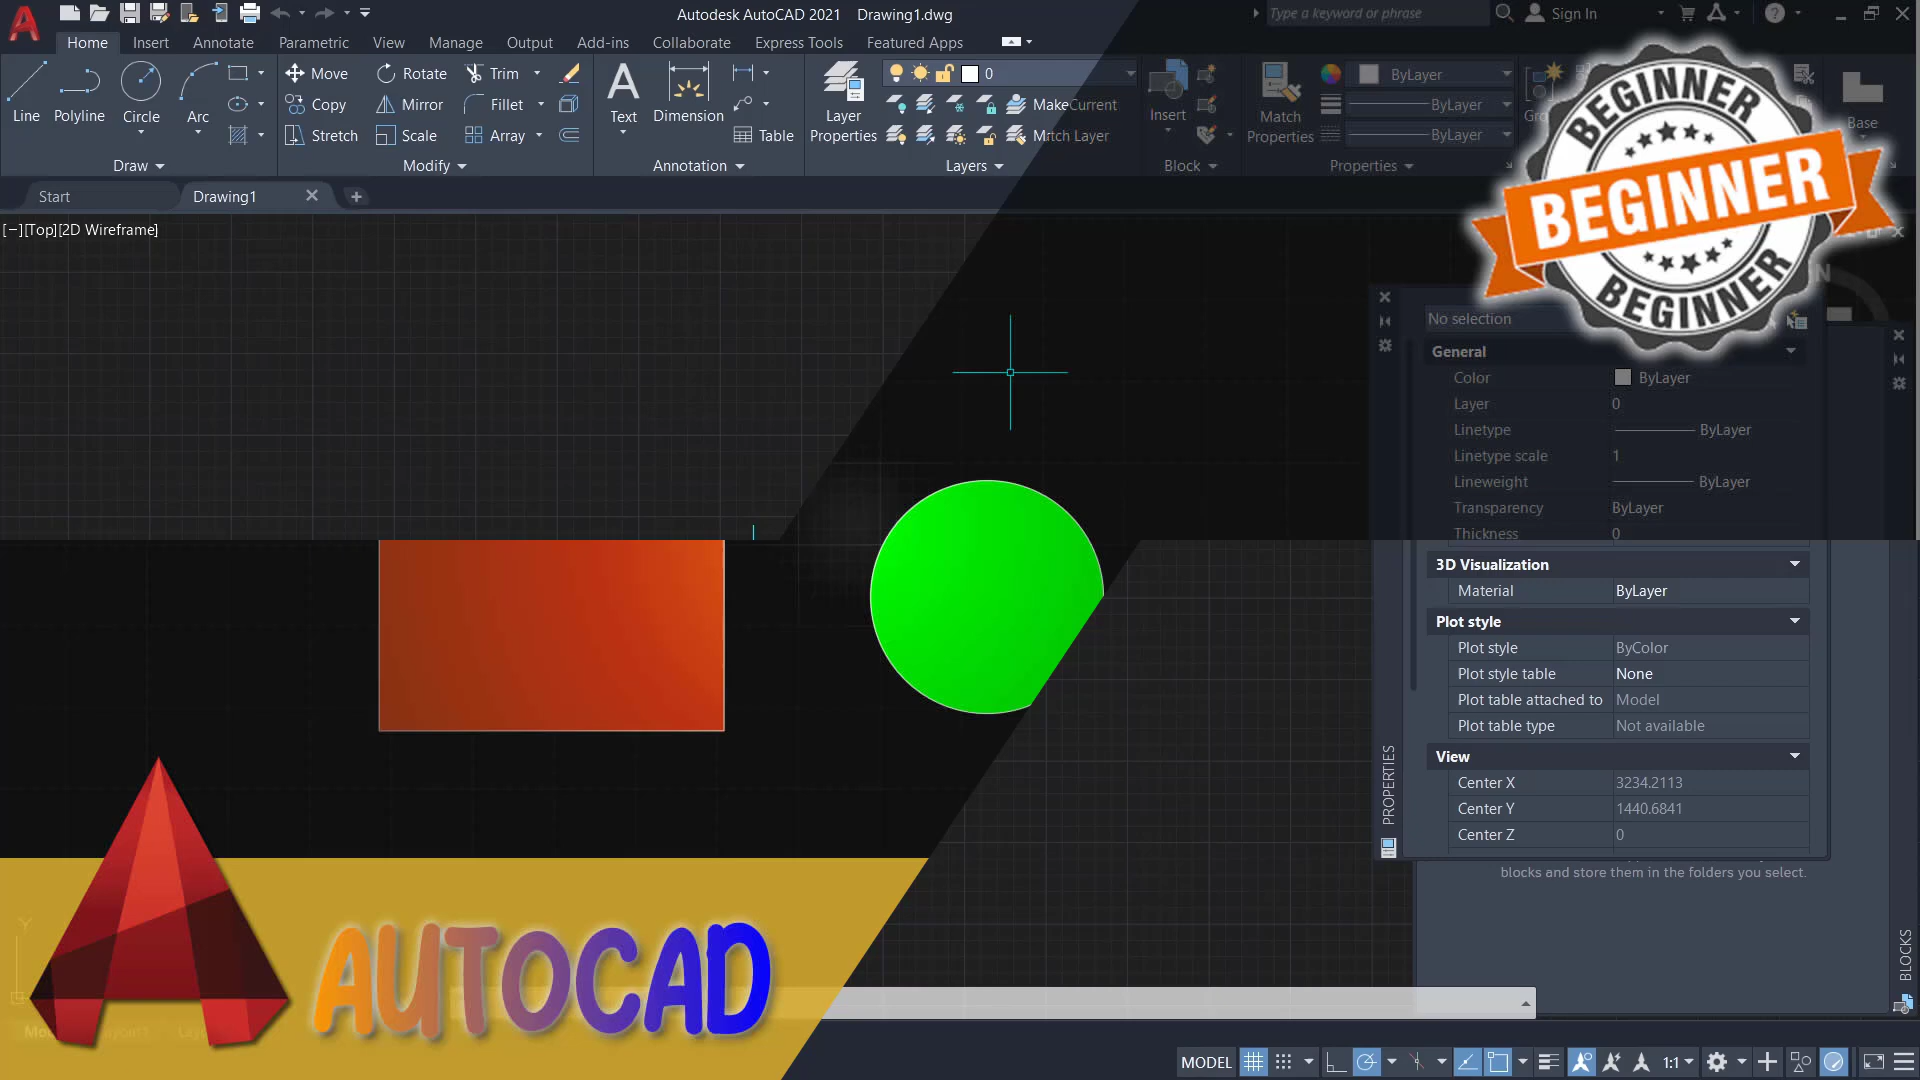 Autodesk AutoCAD 2021 Drawing1.dwg
Type a keyword or phrase
Sign In
Home Insert Annotate Parametric View Manage Output Add-ins Collaborate Express Tools Featured Apps
Line Polyline Circle Arc
Move Rotate Trim
Copy Mirror Fillet
Stretch Scale Array
Text Dimension Table
Layer Properties
0
Make Current
Match Layer
Insert
Match Properties
ByLayer
ByLayer
ByLayer
Base
Draw Modify Annotation Layers Block Properties
Start Drawing1
[−][Top][2D Wireframe]
BEGINNER
BEGINNER
BEGINNER
N
No selection
General
Color ByLayer
Layer 0
Linetype ByLayer
Linetype scale 1
Lineweight ByLayer
Transparency ByLayer
Thickness 0
3D Visualization
Material ByLayer
Plot style
Plot style ByColor
Plot style table None
Plot table attached to Model
Plot table type Not available
View
Center X 3234.2113
Center Y 1440.6841
Center Z 0
PROPERTIES
blocks and store them in the folders you select.
BLOCKS
Y
AUTOCAD
MODEL 1:1